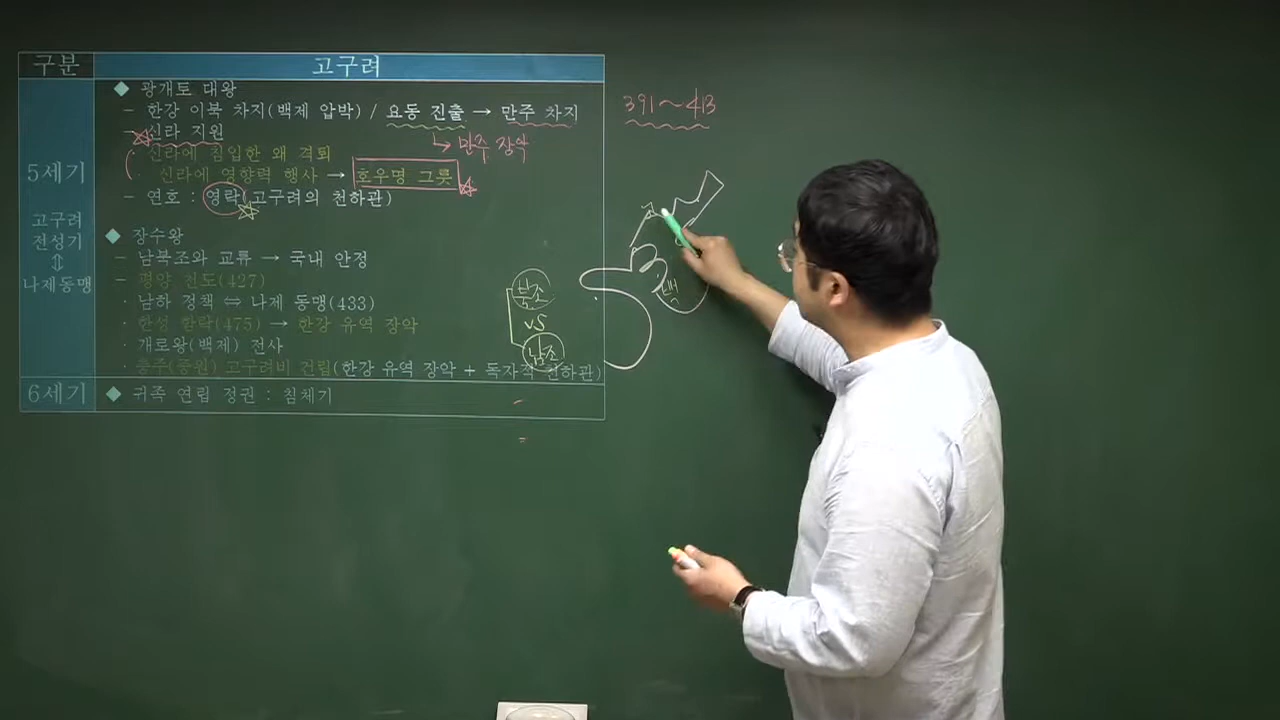 구분 고구려
◆ 광개토 대왕
- 한강 이북 차지(백제 압박) / 요동 진출 → 만주 차지
391~413
- 신라 지원
→ 만주 장악
· 신라에 침입한 왜 격퇴
· 신라에 영향력 행사 → 호우명 그릇
- 연호 : 영락(고구려의 천하관)
5세기
고구려
전성기
⇕
나제동맹
◆ 장수왕
- 남북조와 교류 → 국내 안정
- 평양 천도(427)
· 남하 정책 ⇔ 나제 동맹(433)
· 한성 함락(475) → 한강 유역 장악
· 개로왕(백제) 전사
· 충주(중원) 고구려비 건립(한강 유역 장악 + 독자적 천하관)
북조
vs
남조
6세기 ◆ 귀족 연립 정권 : 침체기